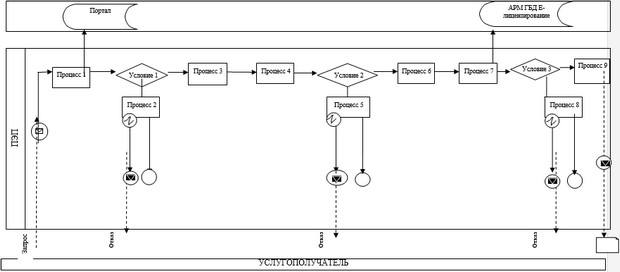 Портал
АРМ ГБД Е-
лицензирование
Процесс 1
Условие 1
Процесс 3
Процесс 4
Условие 2
Процесс 6
Процесс 7
Условие 3
Процесс 9
Процесс 2
Процесс 5
Процесс 8
ПЭП
Запрос
Отказ
Отказ
Отказ
УСЛУГОПОЛУЧАТЕЛЬ